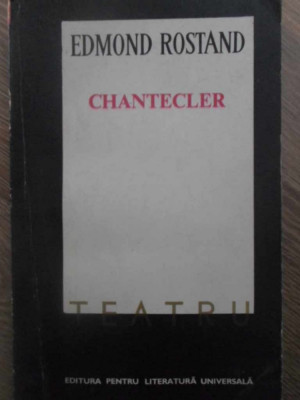 EDMOND ROSTAND
CHANTECLER
TEATRU
EDITURA PENTRU LITERATURĂ UNIVERSALĂ